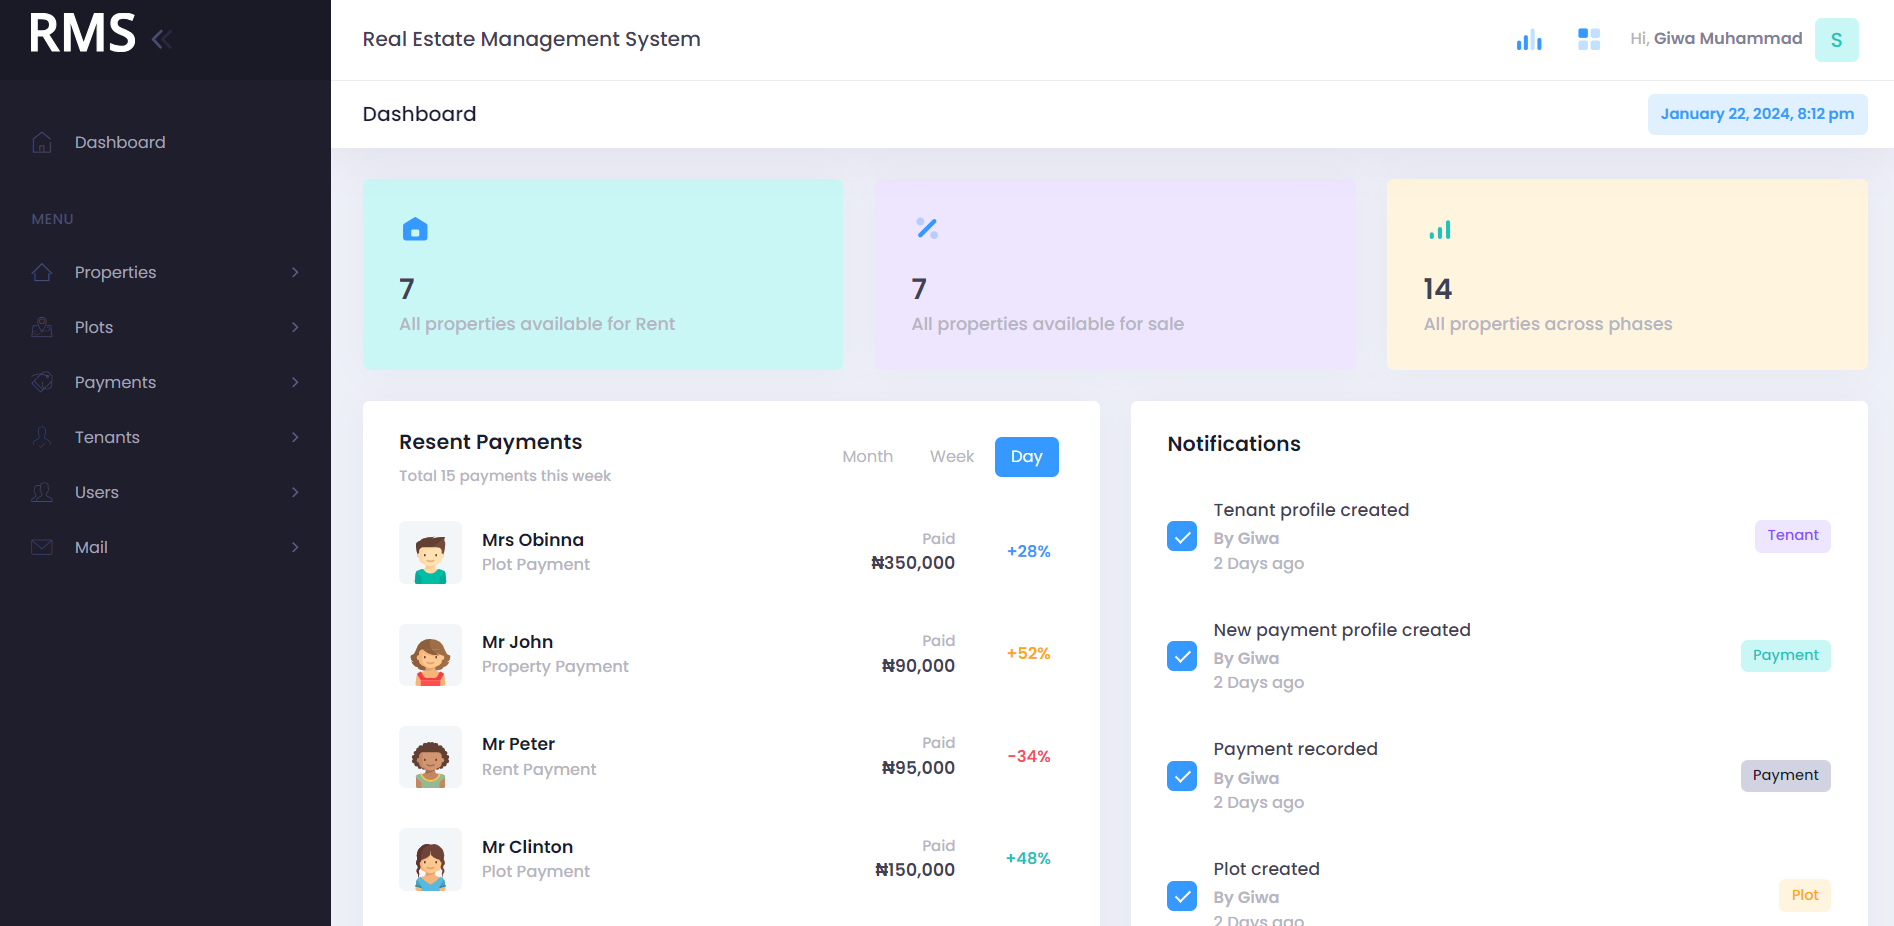 RMS
Real Estate Management System
Hi, Giwa Muhammad
S
Dashboard
January 22, 2024, 8:12 pm
Dashboard
MENU
Properties
Plots
Payments
Tenants
Users
Mail
7
All properties available for Rent
7
All properties available for sale
14
All properties across phases
Resent Payments
Total 15 payments this week
Month
Week
Day
Mrs Obinna
Plot Payment
Paid
₦350,000
+28%
Mr John
Property Payment
Paid
₦90,000
+52%
Mr Peter
Rent Payment
Paid
₦95,000
-34%
Mr Clinton
Plot Payment
Paid
₦150,000
+48%
Notifications
Tenant profile created
By Giwa
2 Days ago
Tenant
New payment profile created
By Giwa
2 Days ago
Payment
Payment recorded
By Giwa
2 Days ago
Payment
Plot created
By Giwa
2 Days ago
Plot